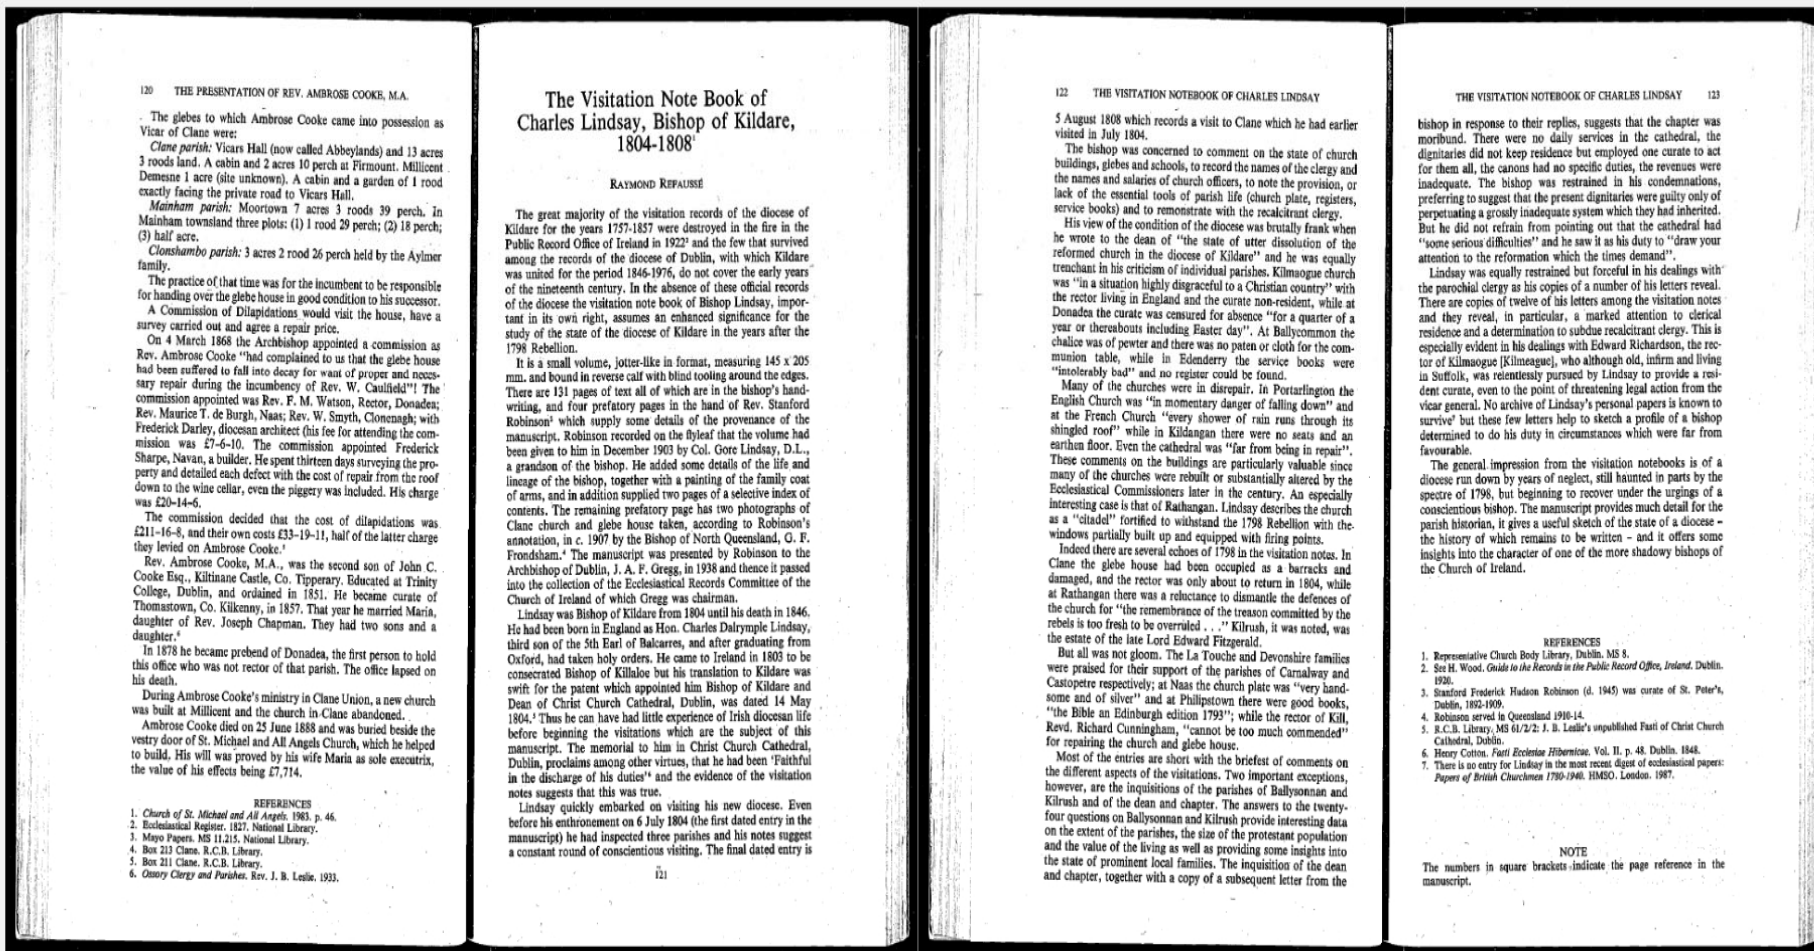 120 THE PRESENTATION OF REV. AMBROSE COOKE, M.A.
The glebes to which Ambrose Cooke came into possession as
Vicar of Clane were:
Clane parish: Vicars Hall (now called Abbeylands) and 13 acres
3 roods land. A cabin and 2 acres 10 perch at Firmount. Millicent
Demesne 1 acre (site unknown). A cabin and a garden of 1 rood
exactly facing the private road to Vicars Hall.
Mainham parish: Moortown 7 acres 3 roods 39 perch. In
Mainham townsland three plots: (1) 1 rood 29 perch; (2) 18 perch;
(3) half acre.
Clonshambo parish: 3 acres 2 rood 26 perch held by the Aylmer
family.
The practice of that time was for the incumbent to be responsible
for handing over the glebe house in good condition to his successor.
A Commission of Dilapidations would visit the house, have a
survey carried out and agree a repair price.
On 4 March 1868 the Archbishop appointed a commission as
Rev. Ambrose Cooke "had complained to us that the glebe house
had been suffered to fall into decay for want of proper and neces-
sary repair during the incumbency of Rev. W. Caulfield"! The
commission appointed was Rev. F. M. Watson, Rector, Donadea;
Rev. Maurice T. de Burgh, Naas; Rev. W. Smyth, Clonenagh; with
Frederick Darley, diocesan architect (his fee for attending the com-
mission was £7-6-10. The commission appointed Frederick
Sharpe, Navan, a builder. He spent thirteen days surveying the pro-
perty and detailed each defect with the cost of repair from the roof
down to the wine cellar, even the piggery was included. His charge
was £20-14-6.
The commission decided that the cost of dilapidations was
£211-16-8, and their own costs £33-19-11, half of the latter charge
they levied on Ambrose Cooke.⁵
Rev. Ambrose Cooke, M.A., was the second son of John C.
Cooke Esq., Kiltinane Castle, Co. Tipperary. Educated at Trinity
College, Dublin, and ordained in 1851. He became curate of
Thomastown, Co. Kilkenny, in 1857. That year he married Maria,
daughter of Rev. Joseph Chapman. They had two sons and a
daughter.⁶
In 1878 he became prebend of Donadea, the first person to hold
this office who was not rector of that parish. The office lapsed on
his death.
During Ambrose Cooke's ministry in Clane Union, a new church
was built at Millicent and the church in Clane abandoned.
Ambrose Cooke died on 25 June 1888 and was buried beside the
vestry door of St. Michael and All Angels Church, which he helped
to build. His will was proved by his wife Maria as sole executrix,
the value of his effects being £7,714.
REFERENCES
1. Church of St. Michael and All Angels. 1983. p. 46.
2. Ecclesiastical Register. 1827. National Library.
3. Mayo Papers. MS 11.215. National Library.
4. Box 213 Clane. R.C.B. Library.
5. Box 211 Clane. R.C.B. Library.
6. Ossory Clergy and Parishes. Rev. J. B. Leslie. 1933.
The Visitation Note Book of
Charles Lindsay, Bishop of Kildare,
1804-1808¹
RAYMOND REFAUSSÉ
The great majority of the visitation records of the diocese of
Kildare for the years 1757-1857 were destroyed in the fire in the
Public Record Office of Ireland in 1922² and the few that survived
among the records of the diocese of Dublin, with which Kildare
was united for the period 1846-1976, do not cover the early years
of the nineteenth century. In the absence of these official records
of the diocese the visitation note book of Bishop Lindsay, impor-
tant in its own right, assumes an enhanced significance for the
study of the state of the diocese of Kildare in the years after the
1798 Rebellion.
It is a small volume, jotter-like in format, measuring 145 x 205
mm. and bound in reverse calf with blind tooling around the edges.
There are 131 pages of text all of which are in the bishop's hand-
writing, and four prefatory pages in the hand of Rev. Stanford
Robinson³ which supply some details of the provenance of the
manuscript. Robinson recorded on the flyleaf that the volume had
been given to him in December 1903 by Col. Gore Lindsay, D.L.,
a grandson of the bishop. He added some details of the life and
lineage of the bishop, together with a painting of the family coat
of arms, and in addition supplied two pages of a selective index of
contents. The remaining prefatory page has two photographs of
Clane church and glebe house taken, according to Robinson's
annotation, in c. 1907 by the Bishop of North Queensland, G. F.
Frondsham.⁴ The manuscript was presented by Robinson to the
Archbishop of Dublin, J. A. F. Gregg, in 1938 and thence it passed
into the collection of the Ecclesiastical Records Committee of the
Church of Ireland of which Gregg was chairman.
Lindsay was Bishop of Kildare from 1804 until his death in 1846.
He had been born in England as Hon. Charles Dalrymple Lindsay,
third son of the 5th Earl of Balcarres, and after graduating from
Oxford, had taken holy orders. He came to Ireland in 1803 to be
consecrated Bishop of Killaloe but his translation to Kildare was
swift for the patent which appointed him Bishop of Kildare and
Dean of Christ Church Cathedral, Dublin, was dated 14 May
1804.⁵ Thus he can have had little experience of Irish diocesan life
before beginning the visitations which are the subject of this
manuscript. The memorial to him in Christ Church Cathedral,
Dublin, proclaims among other virtues, that he had been 'Faithful
in the discharge of his duties'⁶ and the evidence of the visitation
notes suggests that this was true.
Lindsay quickly embarked on visiting his new diocese. Even
before his enthronement on 6 July 1804 (the first dated entry in the
manuscript) he had inspected three parishes and his notes suggest
a constant round of conscientious visiting. The final dated entry is
121
122 THE VISITATION NOTEBOOK OF CHARLES LINDSAY
5 August 1808 which records a visit to Clane which he had earlier
visited in July 1804.
The bishop was concerned to comment on the state of church
buildings, glebes and schools, to record the names of the clergy and
the names and salaries of church officers, to note the provision, or
lack of the essential tools of parish life (church plate, registers,
service books) and to remonstrate with the recalcitrant clergy.
His view of the condition of the diocese was brutally frank when
he wrote to the dean of "the state of utter dissolution of the
reformed church in the diocese of Kildare" and he was equally
trenchant in his criticism of individual parishes. Kilmaogue church
was "in a situation highly disgraceful to a Christian country" with
the rector living in England and the curate non-resident, while at
Donadea the curate was censured for absence "for a quarter of a
year or thereabouts including Easter day". At Ballycommon the
chalice was of pewter and there was no paten or cloth for the com-
munion table, while in Edenderry the service books were
"intolerably bad" and no register could be found.
Many of the churches were in disrepair. In Portarlington the
English Church was "in momentary danger of falling down" and
at the French Church "every shower of rain runs through its
shingled roof" while in Kildangan there were no seats and an
earthen floor. Even the cathedral was "far from being in repair".
These comments on the buildings are particularly valuable since
many of the churches were rebuilt or substantially altered by the
Ecclesiastical Commissioners later in the century. An especially
interesting case is that of Rathangan. Lindsay describes the church
as a "citadel" fortified to withstand the 1798 Rebellion with the
windows partially built up and equipped with firing points.
Indeed there are several echoes of 1798 in the visitation notes. In
Clane the glebe house had been occupied as a barracks and
damaged, and the rector was only about to return in 1804, while
at Rathangan there was a reluctance to dismantle the defences of
the church for "the remembrance of the treason committed by the
rebels is too fresh to be overruled . . ." Kilrush, it was noted, was
the estate of the late Lord Edward Fitzgerald.
But all was not gloom. The La Touche and Devonshire families
were praised for their support of the parishes of Carnalway and
Castopetre respectively; at Naas the church plate was "very hand-
some and of silver" and at Philipstown there were good books,
"the Bible an Edinburgh edition 1793"; while the rector of Kill,
Revd. Richard Cunningham, "cannot be too much commended"
for repairing the church and glebe house.
Most of the entries are short with the briefest of comments on
the different aspects of the visitations. Two important exceptions,
however, are the inquisitions of the parishes of Ballysonnan and
Kilrush and of the dean and chapter. The answers to the twenty-
four questions on Ballysonnan and Kilrush provide interesting data
on the extent of the parishes, the size of the protestant population
and the value of the living as well as providing some insights into
the state of prominent local families. The inquisition of the dean
and chapter, together with a copy of a subsequent letter from the
THE VISITATION NOTEBOOK OF CHARLES LINDSAY 123
bishop in response to their replies, suggests that the chapter was
moribund. There were no daily services in the cathedral, the
dignitaries did not keep residence but employed one curate to act
for them all, the canons had no specific duties, the revenues were
inadequate. The bishop was restrained in his condemnations,
preferring to suggest that the present dignitaries were guilty only of
perpetuating a grossly inadequate system which they had inherited.
But he did not refrain from pointing out that the cathedral had
"some serious difficulties" and he saw it as his duty to "draw your
attention to the reformation which the times demand".
Lindsay was equally restrained but forceful in his dealings with
the parochial clergy as his copies of a number of his letters reveal.
There are copies of twelve of his letters among the visitation notes
and they reveal, in particular, a marked attention to clerical
residence and a determination to subdue recalcitrant clergy. This is
especially evident in his dealings with Edward Richardson, the rec-
tor of Kilmaogue [Kilmeague], who although old, infirm and living
in Suffolk, was relentlessly pursued by Lindsay to provide a resi-
dent curate, even to the point of threatening legal action from the
vicar general. No archive of Lindsay's personal papers is known to
survive⁷ but these few letters help to sketch a profile of a bishop
determined to do his duty in circumstances which were far from
favourable.
The general impression from the visitation notebooks is of a
diocese run down by years of neglect, still haunted in parts by the
spectre of 1798, but beginning to recover under the urgings of a
conscientious bishop. The manuscript provides much detail for the
parish historian, it gives a useful sketch of the state of a diocese –
the history of which remains to be written – and it offers some
insights into the character of one of the more shadowy bishops of
the Church of Ireland.
REFERENCES
1. Representative Church Body Library, Dublin. MS 8.
2. See H. Wood. Guide to the Records in the Public Record Office, Ireland. Dublin.
1920.
3. Stanford Frederick Hudson Robinson (d. 1945) was curate of St. Peter's,
Dublin, 1892-1909.
4. Robinson served in Queensland 1910-14.
5. R.C.B. Library. MS 61/2/2: J. B. Leslie's unpublished Fasti of Christ Church
Cathedral, Dublin.
6. Henry Cotton. Fasti Ecclesiae Hibernicae. Vol. II. p. 48. Dublin. 1848.
7. There is no entry for Lindsay in the most recent digest of ecclesiastical papers:
Papers of British Churchmen 1780-1940. HMSO. London. 1987.
NOTE
The numbers in square brackets indicate the page reference in the
manuscript.